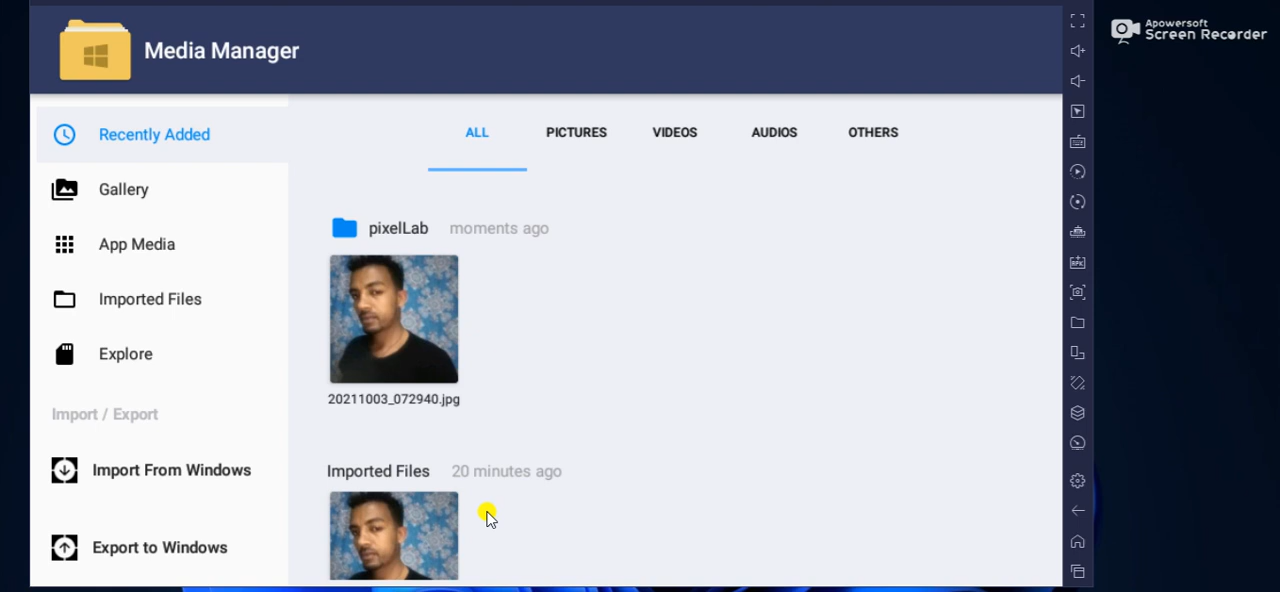 Media Manager
Apowersoft
Screen Recorder
Recently Added
ALL
PICTURES
VIDEOS
AUDIOS
OTHERS
Gallery
App Media
Imported Files
Explore
Import / Export
Import From Windows
Export to Windows
pixelLab moments ago
20211003_072940.jpg
Imported Files 20 minutes ago